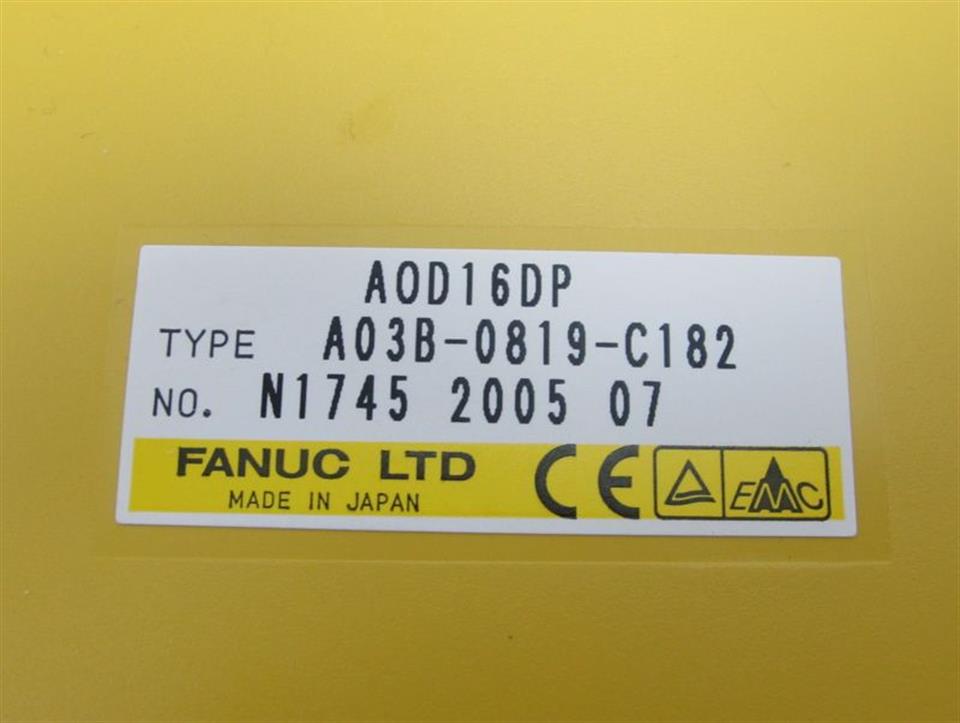 AOD16DP
TYPE A03B-0819-C182
NO. N1745 2005 07
FANUC LTD
MADE IN JAPAN
CE
EMC